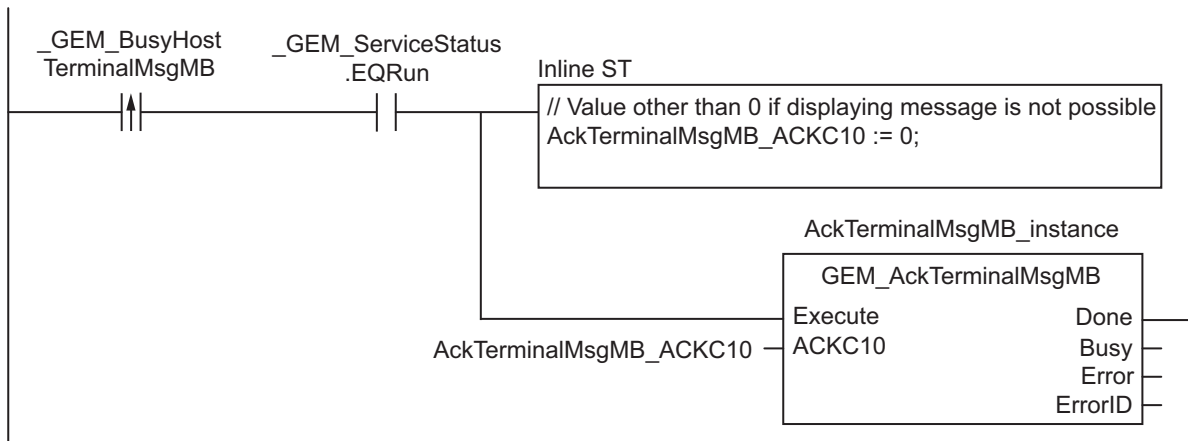 _GEM_BusyHost
TerminalMsgMB
_GEM_ServiceStatus
.EQRun
Inline ST
// Value other than 0 if displaying message is not possible
AckTerminalMsgMB_ACKC10 := 0;
AckTerminalMsgMB_instance
GEM_AckTerminalMsgMB
Execute
Done
AckTerminalMsgMB_ACKC10
ACKC10
Busy
Error
ErrorID